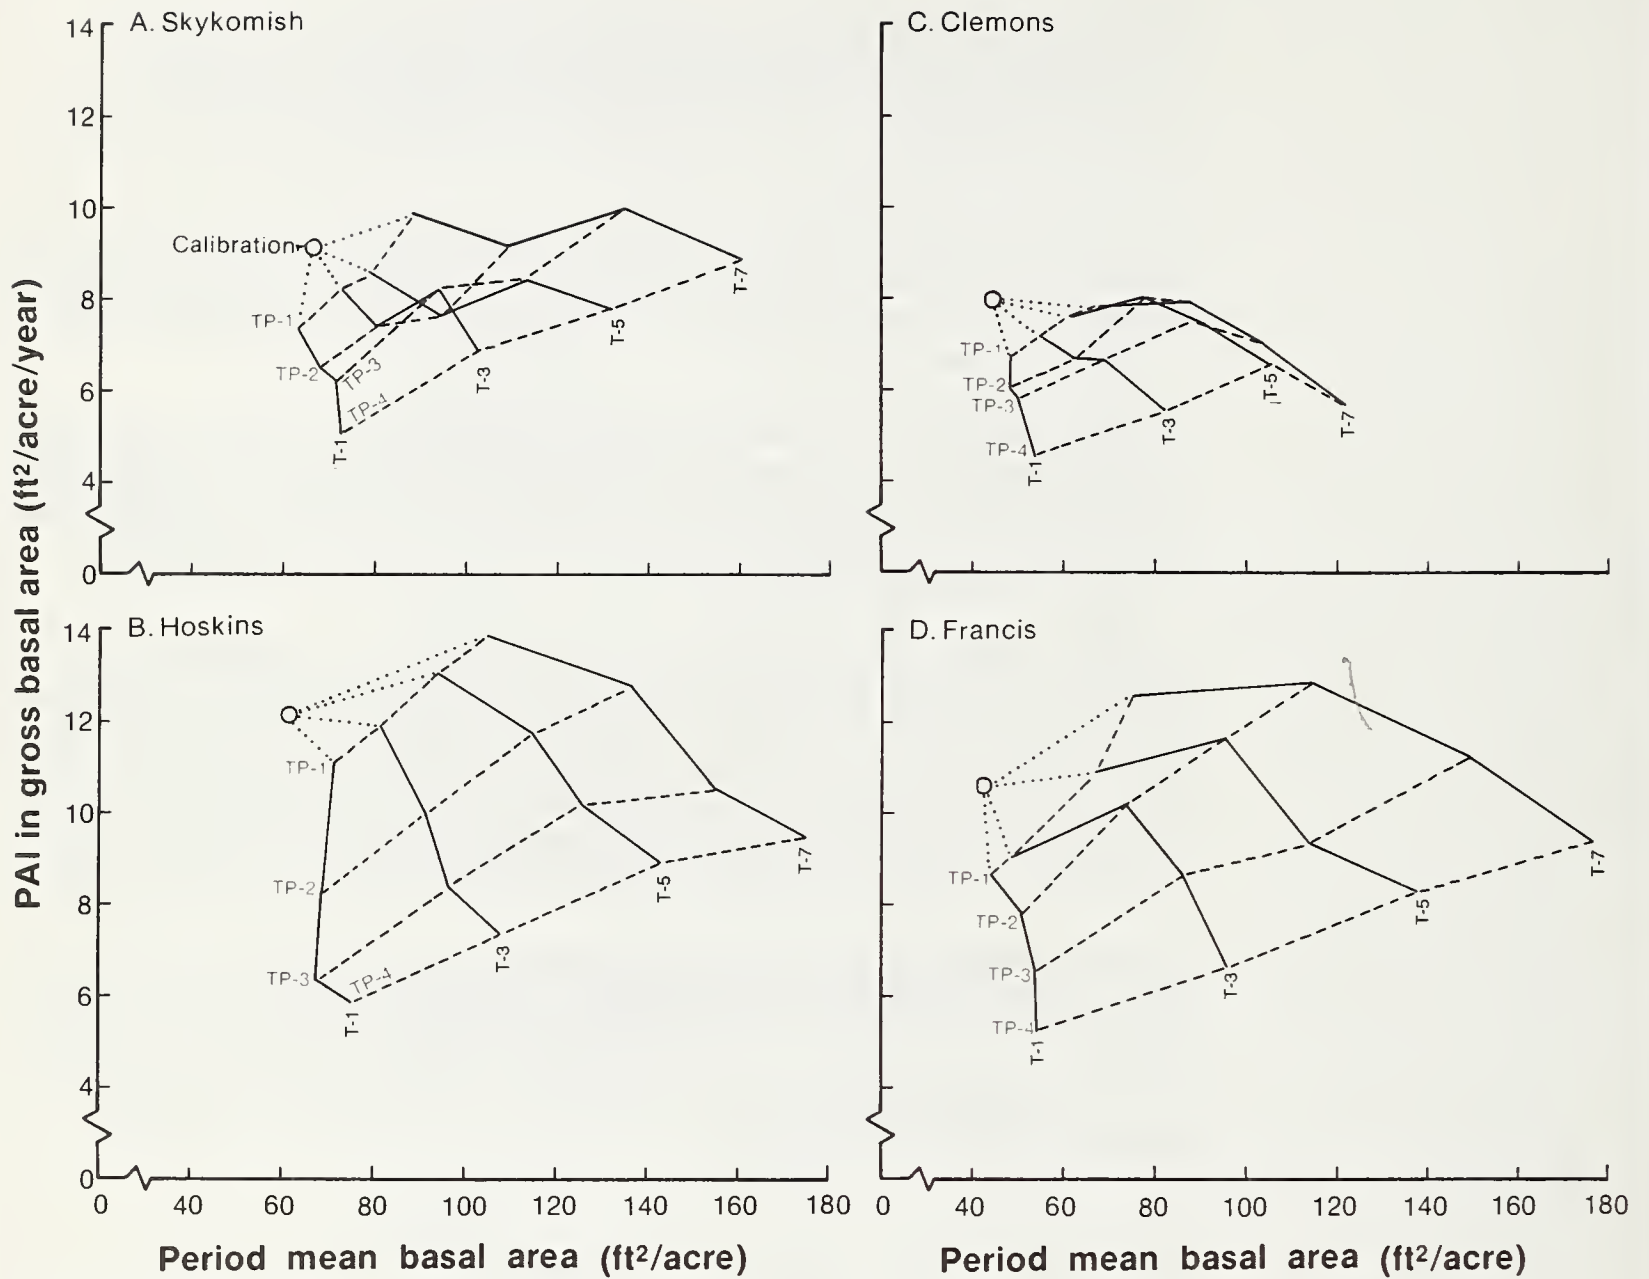 PAI in gross basal area (ft²/acre/year)
A. Skykomish
14
12
10
8
6
4
0
Calibration
TP-1
TP-2
TP-3
TP-4
T-1
T-3
T-5
T-7
C. Clemons
TP-1
TP-2
TP-3
TP-4
T-1
T-3
T-5
T-7
B. Hoskins
14
12
10
8
6
4
0
TP-1
TP-2
TP-3
TP-4
T-1
T-3
T-5
T-7
0 40 60 80 100 120 140 160 180
Period mean basal area (ft²/acre)
D. Francis
TP-1
TP-2
TP-3
TP-4
T-1
T-3
T-5
T-7
0 40 60 80 100 120 140 160 180
Period mean basal area (ft²/acre)